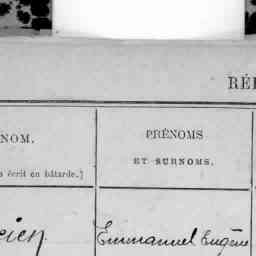 RÉ
NOM.
écrit en bâtarde.]
PRÉNOMS
ET SURNOMS.
Emmanuel Eugène